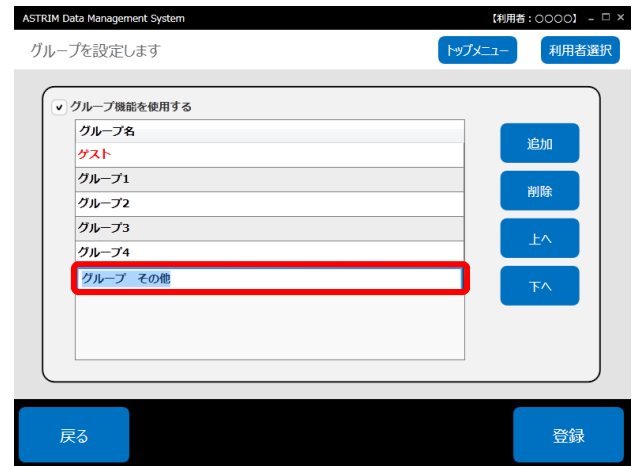 ASTRIM Data Management System 【利用者：○○○○】
グループを設定します トップメニュー 利用者選択
グループ機能を使用する
グループ名
ゲスト
グループ1
グループ2
グループ3
グループ4
グループ　その他
追加
削除
上へ
下へ
戻る 登録